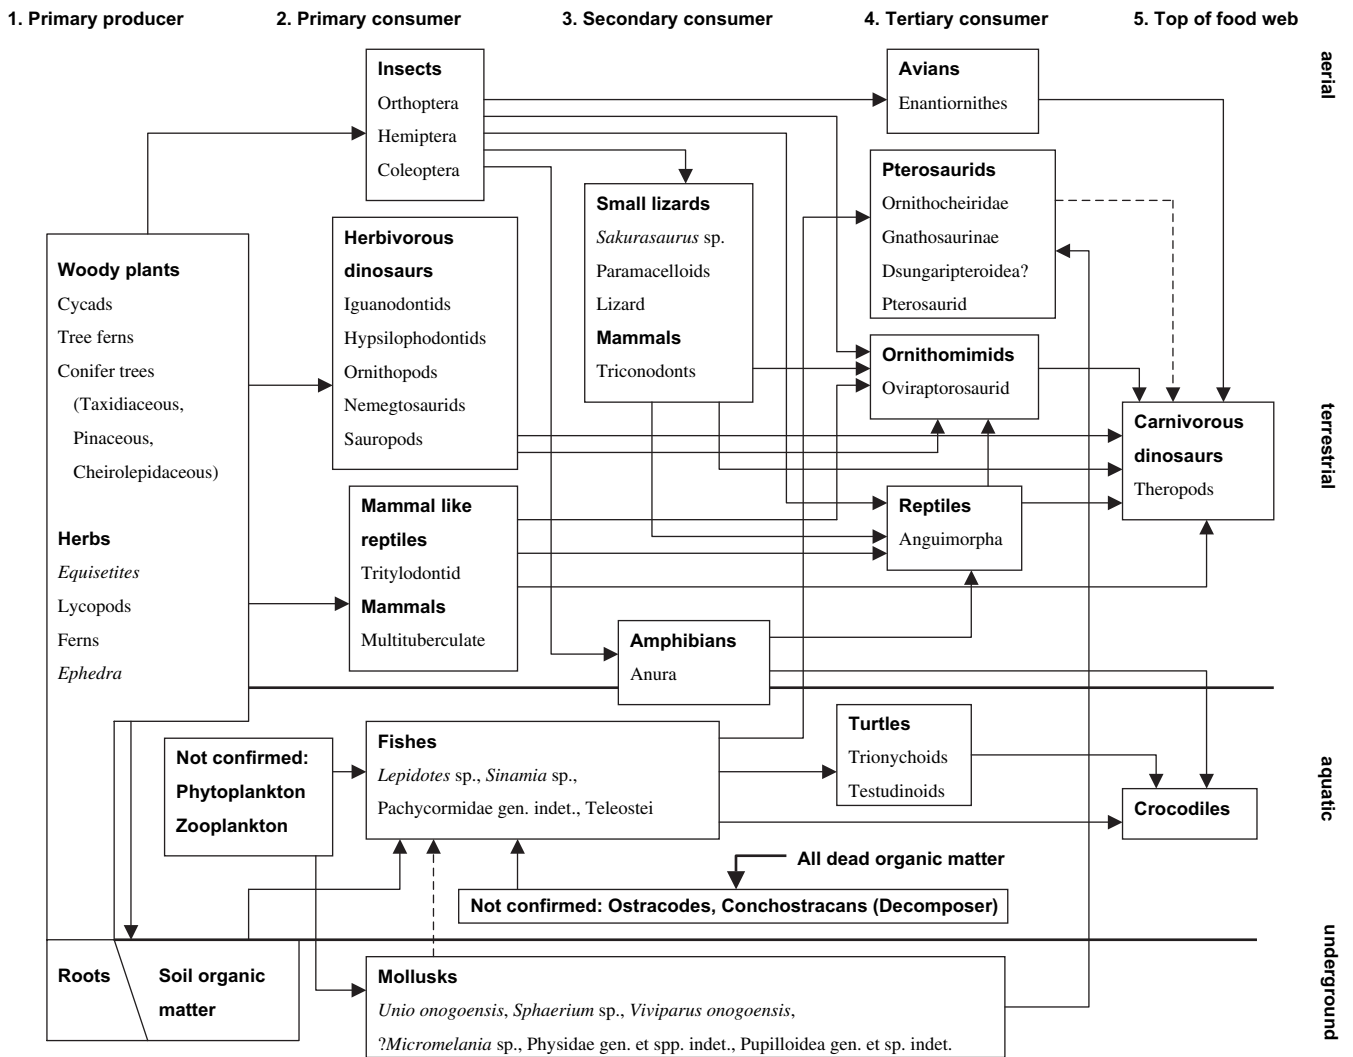 1. Primary producer
2. Primary consumer
3. Secondary consumer
4. Tertiary consumer
5. Top of food web
aerial
terrestrial
aquatic
underground
Woody plants
Cycads
Tree ferns
Conifer trees
(Taxidiaceous,
Pinaceous,
Cheirolepidaceous)
Herbs
Equisetites
Lycopods
Ferns
Ephedra
Roots
Soil organic
matter
Not confirmed:
Phytoplankton
Zooplankton
Insects
Orthoptera
Hemiptera
Coleoptera
Herbivorous
dinosaurs
Iguanodontids
Hypsilophodontids
Ornithopods
Nemegtosaurids
Sauropods
Mammal like
reptiles
Tritylodontid
Mammals
Multituberculate
Fishes
Lepidotes sp., Sinamia sp.,
Pachycormidae gen. indet., Teleostei
All dead organic matter
Not confirmed: Ostracodes, Conchostracans (Decomposer)
Mollusks
Unio onogoensis, Sphaerium sp., Viviparus onogoensis,
?Micromelania sp., Physidae gen. et spp. indet., Pupilloidea gen. et sp. indet.
Small lizards
Sakurasaurus sp.
Paramacelloids
Lizard
Mammals
Triconodonts
Amphibians
Anura
Avians
Enantiornithes
Pterosaurids
Ornithocheiridae
Gnathosaurinae
Dsungaripteroidea?
Pterosaurid
Ornithomimids
Oviraptorosaurid
Reptiles
Anguimorpha
Turtles
Trionychoids
Testudinoids
Carnivorous
dinosaurs
Theropods
Crocodiles